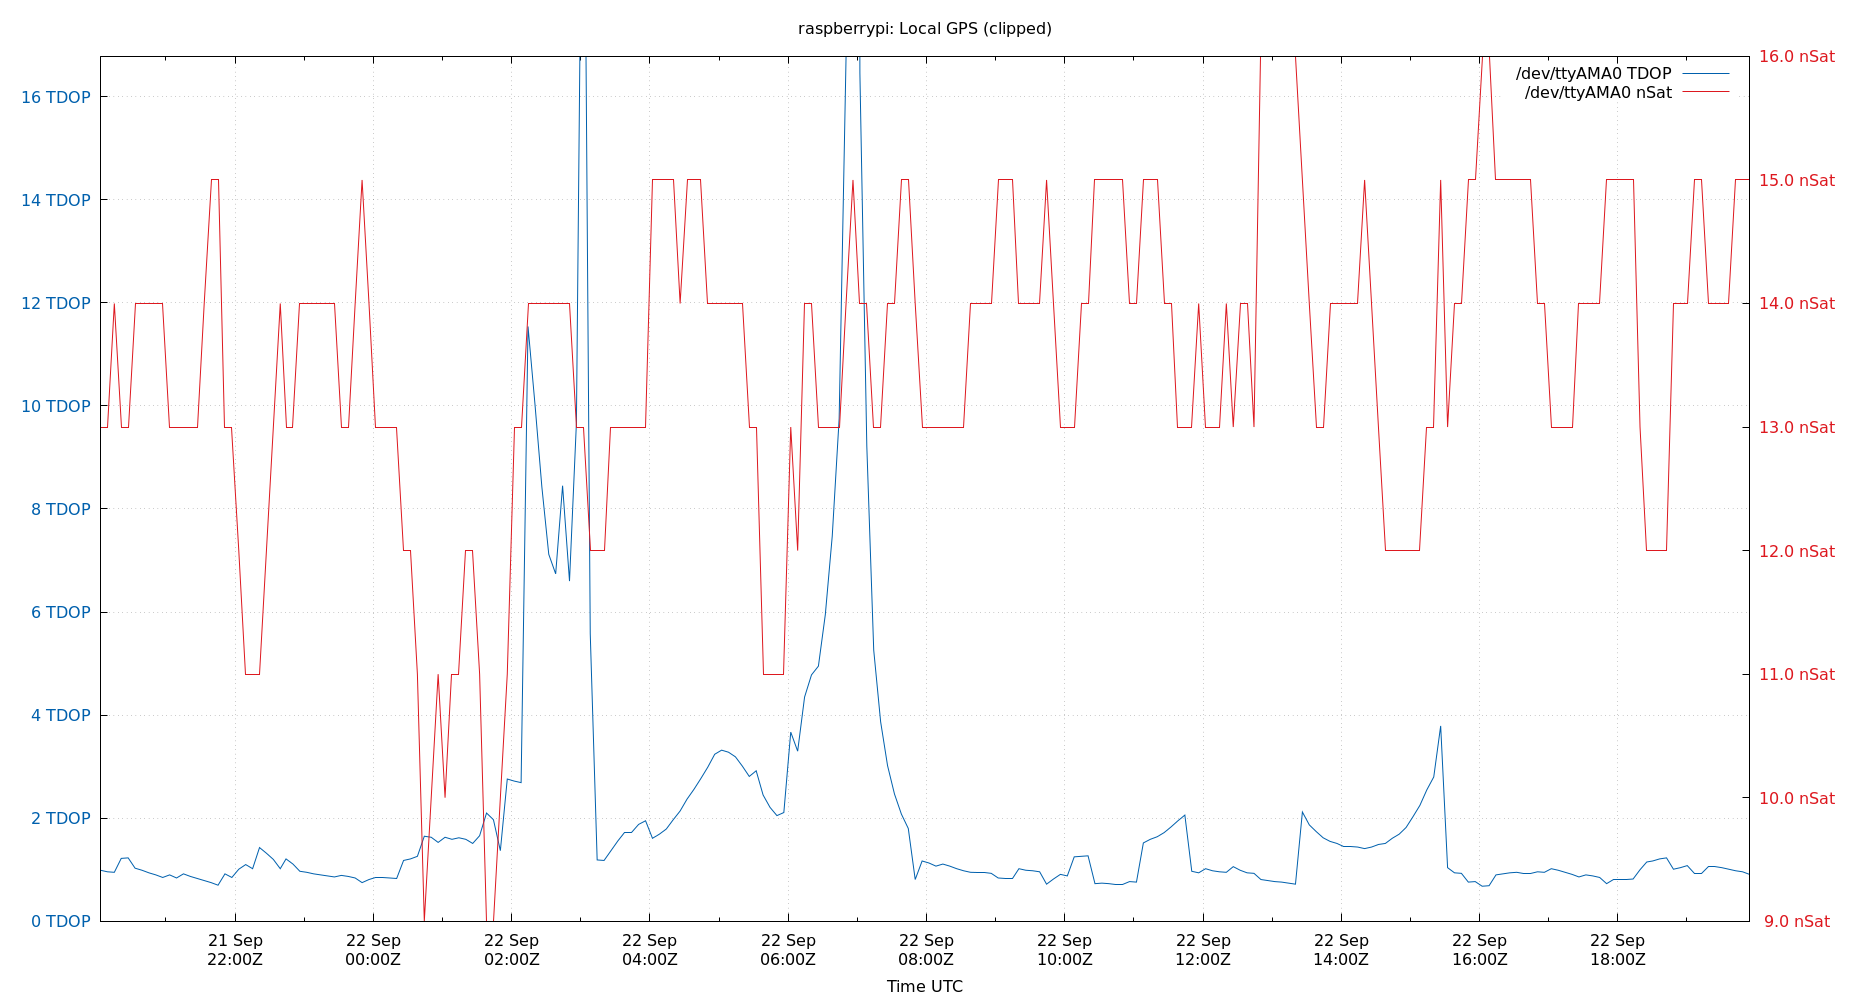 raspberrypi: Local GPS (clipped)
/dev/ttyAMA0 TDOP
/dev/ttyAMA0 nSat
16 TDOP
14 TDOP
12 TDOP
10 TDOP
8 TDOP
6 TDOP
4 TDOP
2 TDOP
0 TDOP
16.0 nSat
15.0 nSat
14.0 nSat
13.0 nSat
12.0 nSat
11.0 nSat
10.0 nSat
9.0 nSat
21 Sep
22:00Z
22 Sep
00:00Z
22 Sep
02:00Z
22 Sep
04:00Z
22 Sep
06:00Z
22 Sep
08:00Z
22 Sep
10:00Z
22 Sep
12:00Z
22 Sep
14:00Z
22 Sep
16:00Z
22 Sep
18:00Z
Time UTC